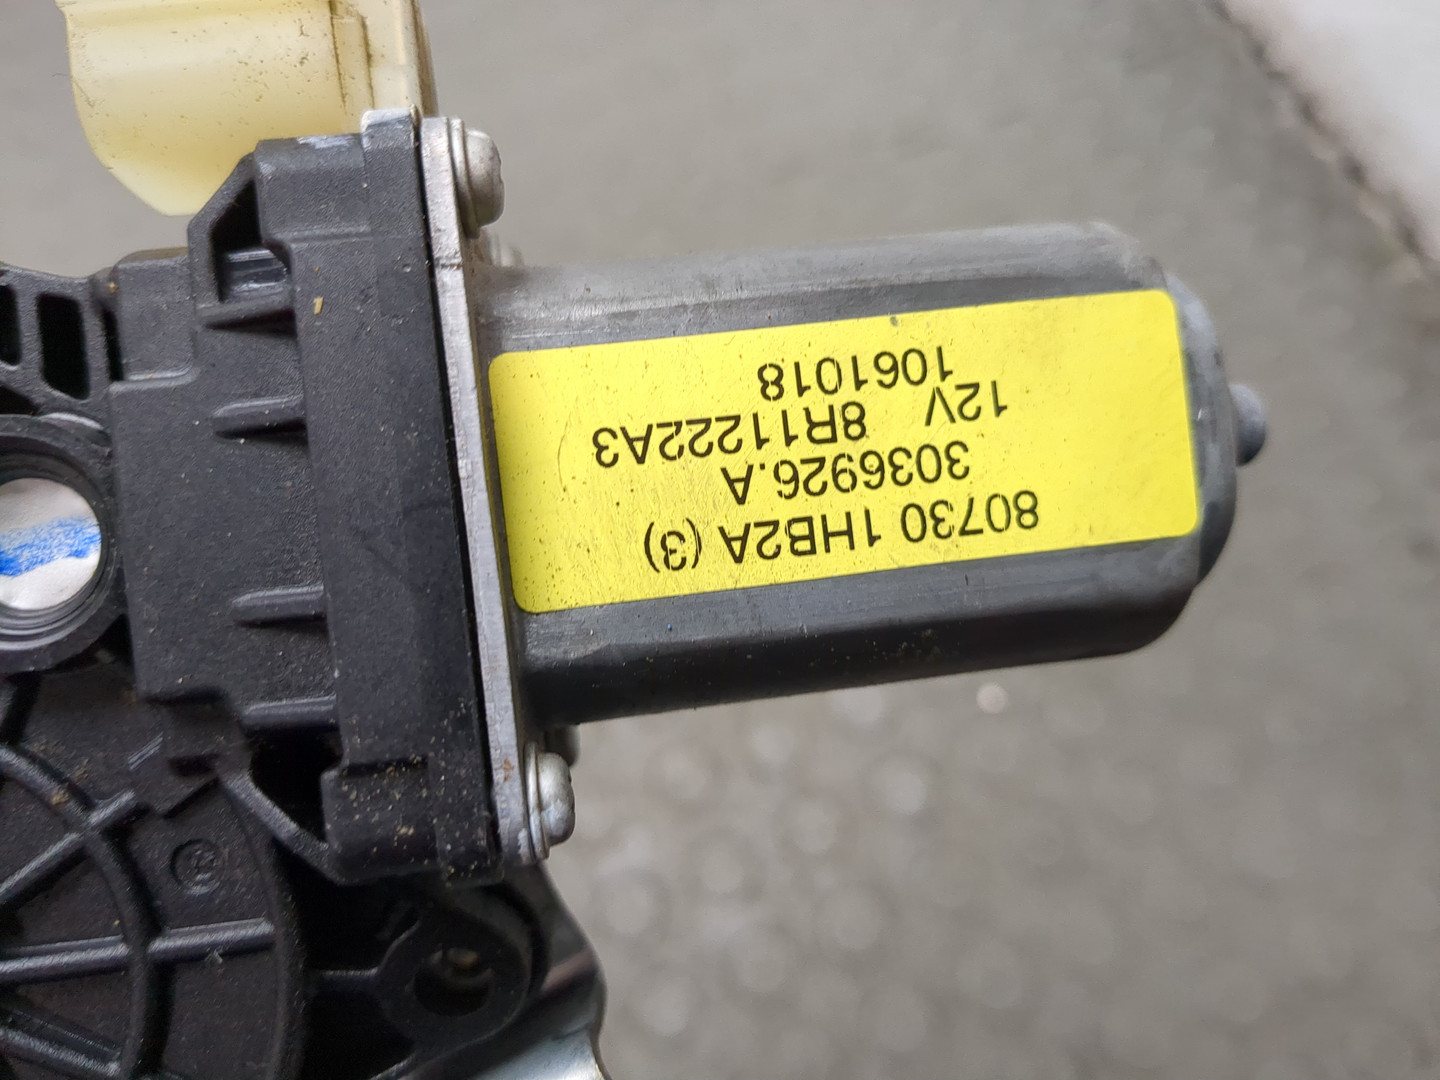 80730 1HB2A (3)
3036926.A
12V 8R11222A3
1061018